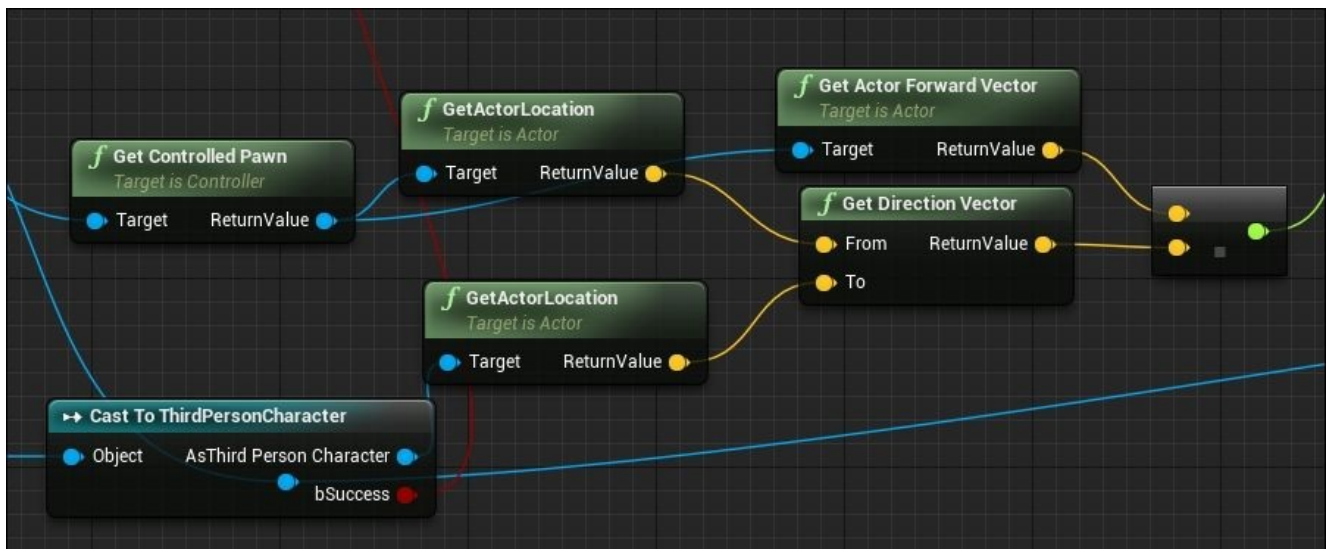 f Get Controlled Pawn
Target is Controller
Target ReturnValue
f GetActorLocation
Target is Actor
Target ReturnValue
f Get Actor Forward Vector
Target is Actor
Target ReturnValue
f Get Direction Vector
From ReturnValue
To
f GetActorLocation
Target is Actor
Target ReturnValue
Cast To ThirdPersonCharacter
Object AsThird Person Character
bSuccess